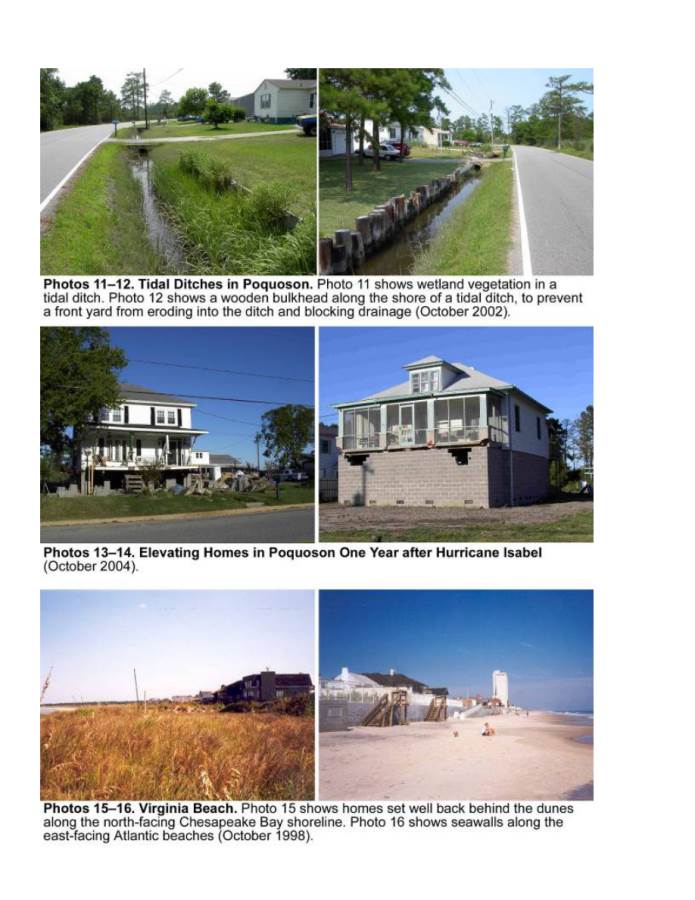 Photos 11–12. Tidal Ditches in Poquoson. Photo 11 shows wetland vegetation in a
tidal ditch. Photo 12 shows a wooden bulkhead along the shore of a tidal ditch, to prevent
a front yard from eroding into the ditch and blocking drainage (October 2002).
Photos 13–14. Elevating Homes in Poquoson One Year after Hurricane Isabel
(October 2004).
Photos 15–16. Virginia Beach. Photo 15 shows homes set well back behind the dunes
along the north-facing Chesapeake Bay shoreline. Photo 16 shows seawalls along the
east-facing Atlantic beaches (October 1998).